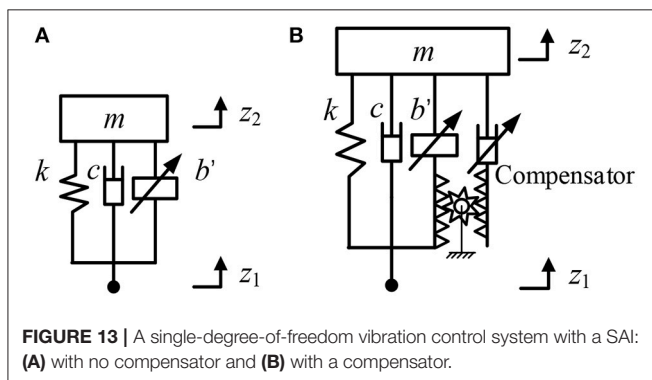 A
B
m
z2
k
c
b'
z1
m
z2
k
c
b'
Compensator
z1
FIGURE 13 | A single-degree-of-freedom vibration control system with a SAI:
(A) with no compensator and (B) with a compensator.